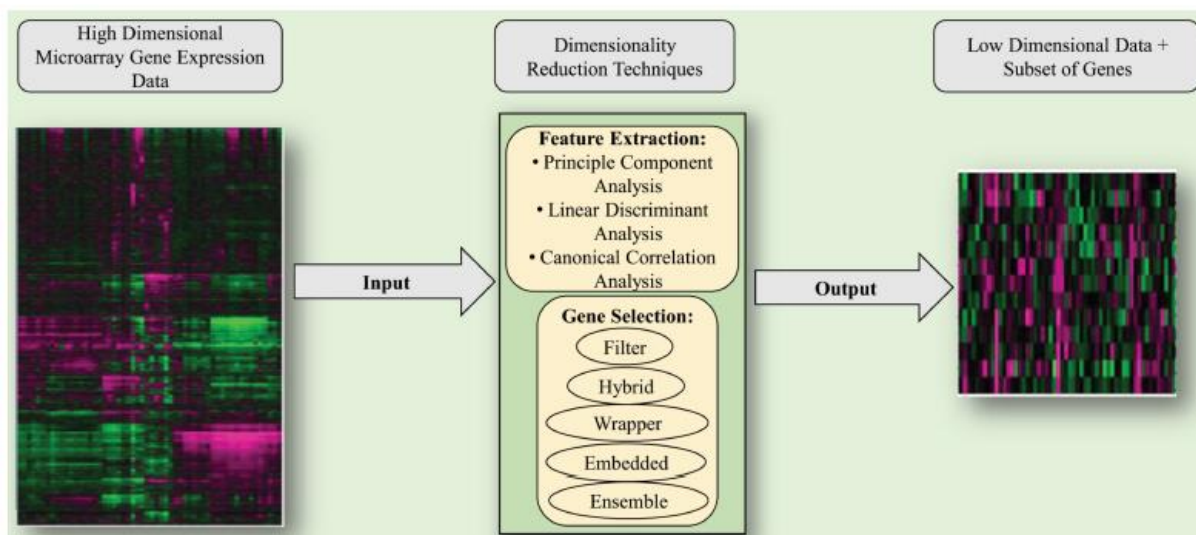 High Dimensional
Microarray Gene Expression
Data
Dimensionality
Reduction Techniques
Low Dimensional Data +
Subset of Genes
Input
Feature Extraction:
• Principle Component
Analysis
• Linear Discriminant
Analysis
• Canonical Correlation
Analysis
Gene Selection:
Filter
Hybrid
Wrapper
Embedded
Ensemble
Output